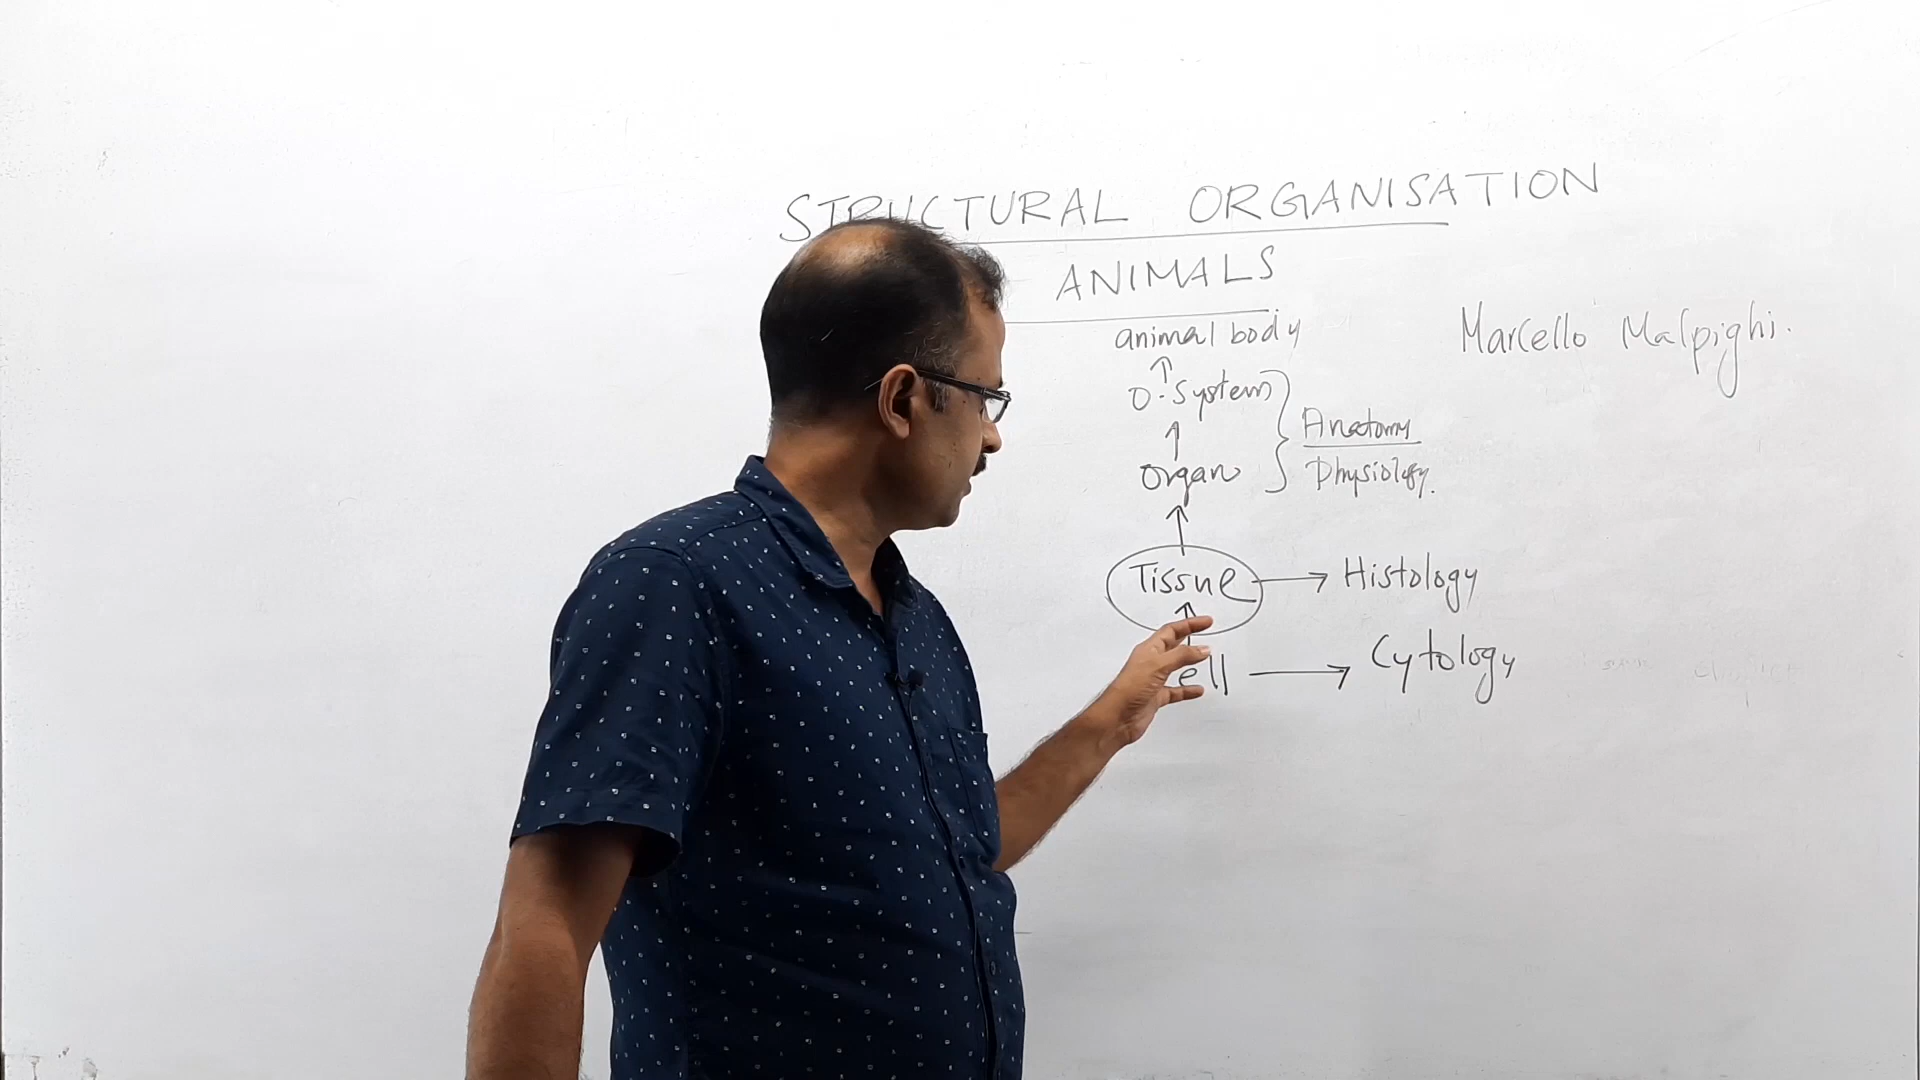 STRUCTURAL ORGANISATION
ANIMALS
animal body
O.System
Organ
Anatomy
Physiology.
Marcello Malpighi.
Tissue → Histology
ell → Cytology